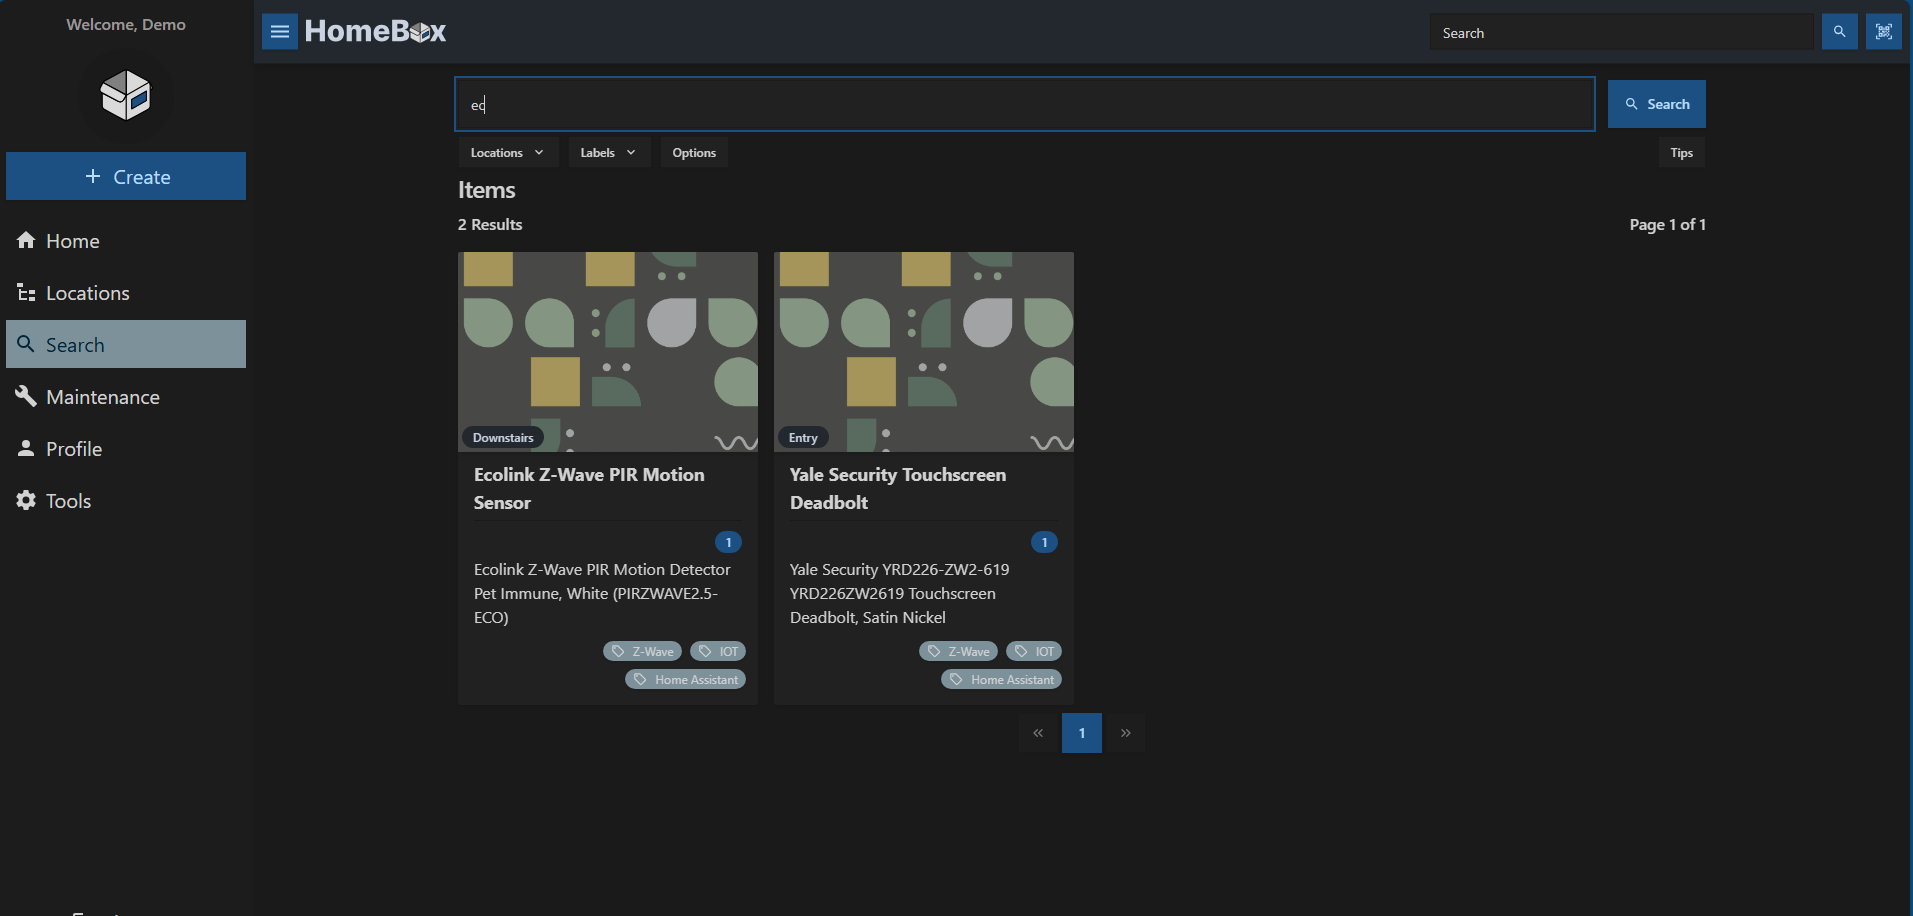 Welcome, Demo
HomeBox
Search
Create
Home
Locations
Search
Maintenance
Profile
Tools
ec
Search
Locations
Labels
Options
Tips
Items
2 Results
Page 1 of 1
Downstairs
Ecolink Z-Wave PIR Motion
Sensor
1
Ecolink Z-Wave PIR Motion Detector
Pet Immune, White (PIRZWAVE2.5-
ECO)
Z-Wave
IOT
Home Assistant
Entry
Yale Security Touchscreen
Deadbolt
1
Yale Security YRD226-ZW2-619
YRD226ZW2619 Touchscreen
Deadbolt, Satin Nickel
Z-Wave
IOT
Home Assistant
« 1 »